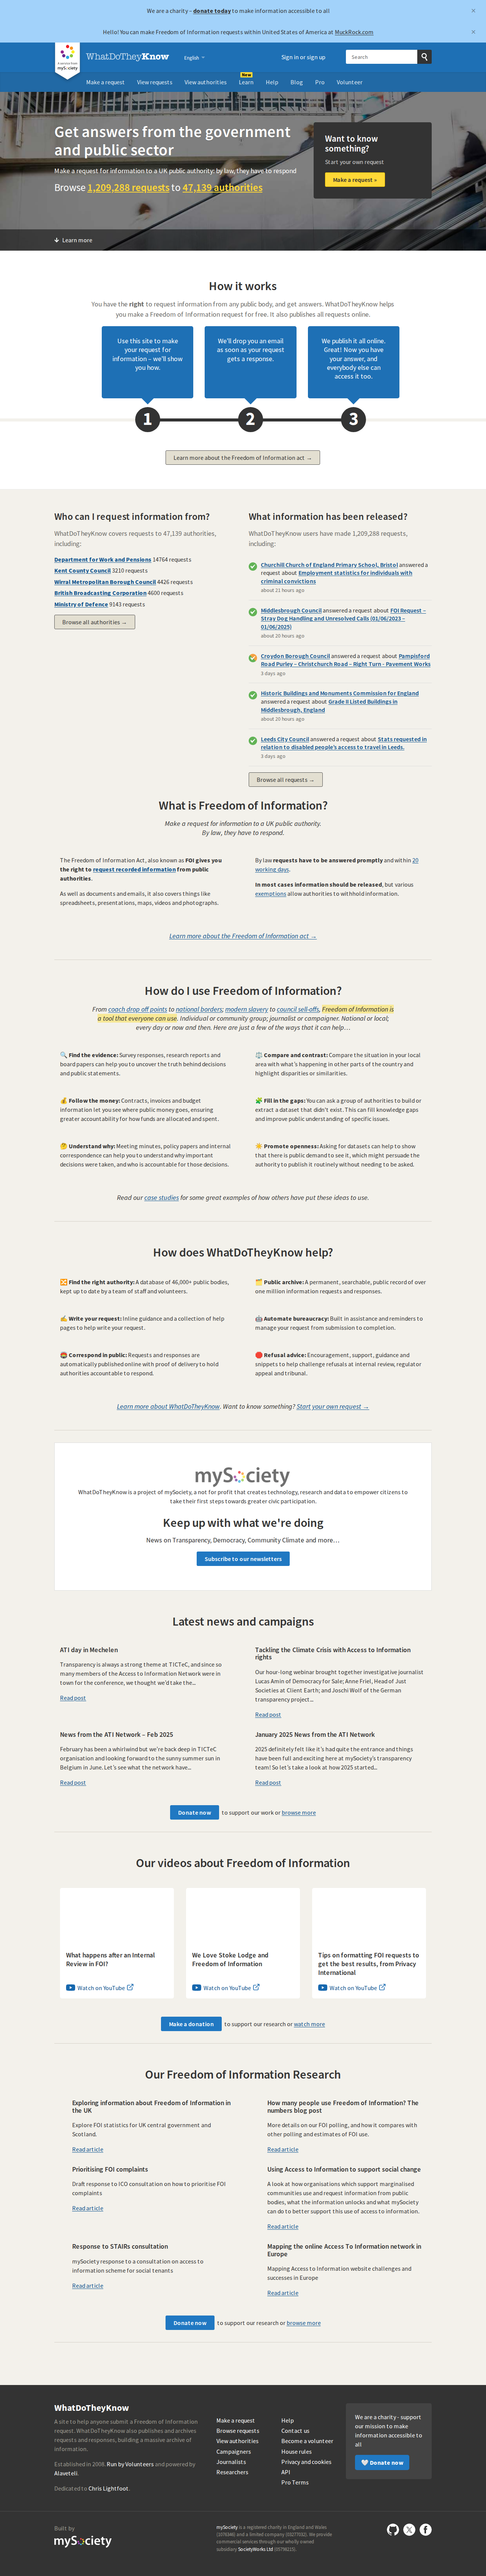 We are a charity – donate today to make information accessible to all
×
Hello! You can make Freedom of Information requests within United States of America at MuckRock.com
×
A service from
mySociety
WhatDoTheyKnow
English
Sign in or sign up
Search
Make a request
View requests
View authorities
New
Learn
Help
Blog
Pro
Volunteer
Get answers from the government
and public sector
Make a request for information to a UK public authority: by law, they have to respond
Browse 1,209,288 requests to 47,139 authorities
Want to know
something?
Start your own request
Make a request »
Learn more
How it works
You have the right to request information from any public body, and get answers. WhatDoTheyKnow helps
you make a Freedom of Information request for free. It also publishes all requests online.
Use this site to make
your request for
information – we'll show
you how.
We'll drop you an email
as soon as your request
gets a response.
We publish it all online.
Great! Now you have
your answer, and
everybody else can
access it too.
1
2
3
Learn more about the Freedom of Information act →
Who can I request information from?
WhatDoTheyKnow covers requests to 47,139 authorities,
including:
Department for Work and Pensions 14764 requests
Kent County Council 3210 requests
Wirral Metropolitan Borough Council 4426 requests
British Broadcasting Corporation 4600 requests
Ministry of Defence 9143 requests
Browse all authorities →
What information has been released?
WhatDoTheyKnow users have made 1,209,288 requests,
including:
Churchill Church of England Primary School, Bristol answered a
request about Employment statistics for individuals with
criminal convictions
about 21 hours ago
Middlesbrough Council answered a request about FOI Request –
Stray Dog Handling and Unresolved Calls (01/06/2023 –
01/06/2025)
about 20 hours ago
Croydon Borough Council answered a request about Pampisford
Road Purley – Christchurch Road – Right Turn - Pavement Works
3 days ago
Historic Buildings and Monuments Commission for England
answered a request about Grade II Listed Buildings in
Middlesbrough, England
about 20 hours ago
Leeds City Council answered a request about Stats requested in
relation to disabled people's access to travel in Leeds.
3 days ago
Browse all requests →
What is Freedom of Information?
Make a request for information to a UK public authority.
By law, they have to respond.
The Freedom of Information Act, also known as FOI gives you
the right to request recorded information from public
authorities.
As well as documents and emails, it also covers things like
spreadsheets, presentations, maps, videos and photographs.
By law requests have to be answered promptly and within 20
working days.
In most cases information should be released, but various
exemptions allow authorities to withhold information.
Learn more about the Freedom of Information act →
How do I use Freedom of Information?
From coach drop off points to national borders; modern slavery to council sell-offs, Freedom of Information is
a tool that everyone can use. Individual or community group; journalist or campaigner. National or local;
every day or now and then. Here are just a few of the ways that it can help…
🔍 Find the evidence: Survey responses, research reports and
board papers can help you to uncover the truth behind decisions
and public statements.
⚖️ Compare and contrast: Compare the situation in your local
area with what's happening in other parts of the country and
highlight disparities or similarities.
💰 Follow the money: Contracts, invoices and budget
information let you see where public money goes, ensuring
greater accountability for how funds are allocated and spent.
🧩 Fill in the gaps: You can ask a group of authorities to build or
extract a dataset that didn't exist. This can fill knowledge gaps
and improve public understanding of specific issues.
🤔 Understand why: Meeting minutes, policy papers and internal
correspondence can help you to understand why important
decisions were taken, and who is accountable for those decisions.
☀️ Promote openness: Asking for datasets can help to show
that there is public demand to see it, which might persuade the
authority to publish it routinely without needing to be asked.
Read our case studies for some great examples of how others have put these ideas to use.
How does WhatDoTheyKnow help?
🔀 Find the right authority: A database of 46,000+ public bodies,
kept up to date by a team of staff and volunteers.
🗂️ Public archive: A permanent, searchable, public record of over
one million information requests and responses.
✍️ Write your request: Inline guidance and a collection of help
pages to help write your request.
🤖 Automate bureaucracy: Built in assistance and reminders to
manage your request from submission to completion.
Correspond in public: Requests and responses are
automatically published online with proof of delivery to hold
authorities accountable to request.
🛑 Refusal advice: Encouragement, support, guidance and
snippets to help challenge refusals at internal review, regulator
appeal and tribunal.
Learn more about WhatDoTheyKnow. Want to know something? Start your own request →
mySociety
WhatDoTheyKnow is a project of mySociety, a not for profit that creates technology, research and data to empower citizens to
take their first steps towards greater civic participation.
Keep up with what we're doing
News on Transparency, Democracy, Community Climate and more…
Subscribe to our newsletters
Latest news and campaigns
ATI day in Mechelen
Transparency is always a strong theme at TICTeC, and since so
many members of the Access to Information Network were in
town for the conference, we thought we'd take the...
Read post
Tackling the Climate Crisis with Access to Information
rights
Our hour-long webinar brought together investigative journalist
Lucas Amin of Democracy for Sale; Anne Friel, Head of Just
Societies at Client Earth; and Joschi Wolf of the German
transparency project...
Read post
News from the ATI Network – Feb 2025
February has been a whirlwind but we're back deep in TICTeC
organisation and looking forward to the sunny summer sun in
Belgium in June. Let's see what the network have...
Read post
January 2025 News from the ATI Network
2025 definitely felt like it's had quite the entrance and things
have been full and exciting here at mySociety's transparency
team! So let's take a look at how 2025 started...
Read post
Donate now to support our work or browse more
Our videos about Freedom of Information
What happens after an Internal
Review in FOI?
Watch on YouTube
We Love Stoke Lodge and
Freedom of Information
Watch on YouTube
Tips on formatting FOI requests to
get the best results, from Privacy
International
Watch on YouTube
Make a donation to support our research or watch more
Our Freedom of Information Research
Exploring information about Freedom of Information in
the UK
Explore FOI statistics for UK central government and
Scotland.
Read article
How many people use Freedom of Information? The
numbers blog post
More details on our FOI polling, and how it compares with
other polling and estimates of FOI use.
Read article
Prioritising FOI complaints
Draft response to ICO consultation on how to prioritise FOI
complaints
Read article
Using Access to Information to support social change
A look at how organisations which support marginalised
communities use and request information from public
bodies, what the information unlocks and what mySociety
can do to better support this use of access to information.
Read article
Response to STAIRs consultation
mySociety response to a consultation on access to
information scheme for social tenants
Read article
Mapping the online Access To Information network in
Europe
Mapping Access to Information website challenges and
successes in Europe
Read article
Donate now to support our research or browse more
WhatDoTheyKnow
A site to help anyone submit a Freedom of Information
request. WhatDoTheyKnow also publishes and archives
requests and responses, building a massive archive of
information.
Established in 2008. Run by Volunteers and powered by
Alaveteli.
Dedicated to Chris Lightfoot.
Make a request
Browse requests
View authorities
Campaigners
Journalists
Researchers
Help
Contact us
Become a volunteer
House rules
Privacy and cookies
API
Pro Terms
We are a charity - support
our mission to make
information accessible to
all
🤍 Donate now
Built by
mySociety
mySociety is a registered charity in England and Wales
(1076346) and a limited company (03277032). We provide
commercial services through our wholly owned
subsidiary SocietyWorks Ltd (05798215).